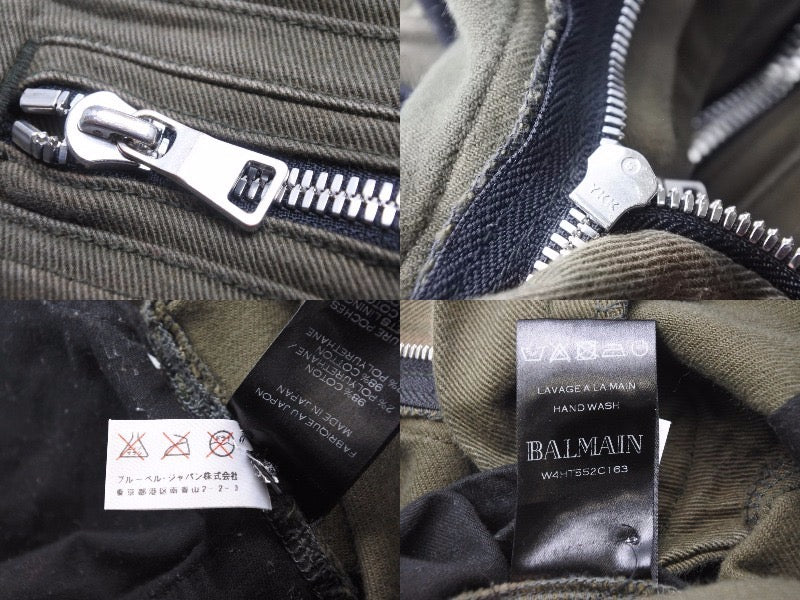 YKK
ブルーベル・ジャパン株式会社
東京都港区南青山2-2-3
98% COTTON
COTTON /
2%
POLYURETHANE
FABRIQUE AU JAPON
MADE IN JAPAN
LAVAGE A LA MAIN
HAND WASH
BALMAIN
W4HT552C163